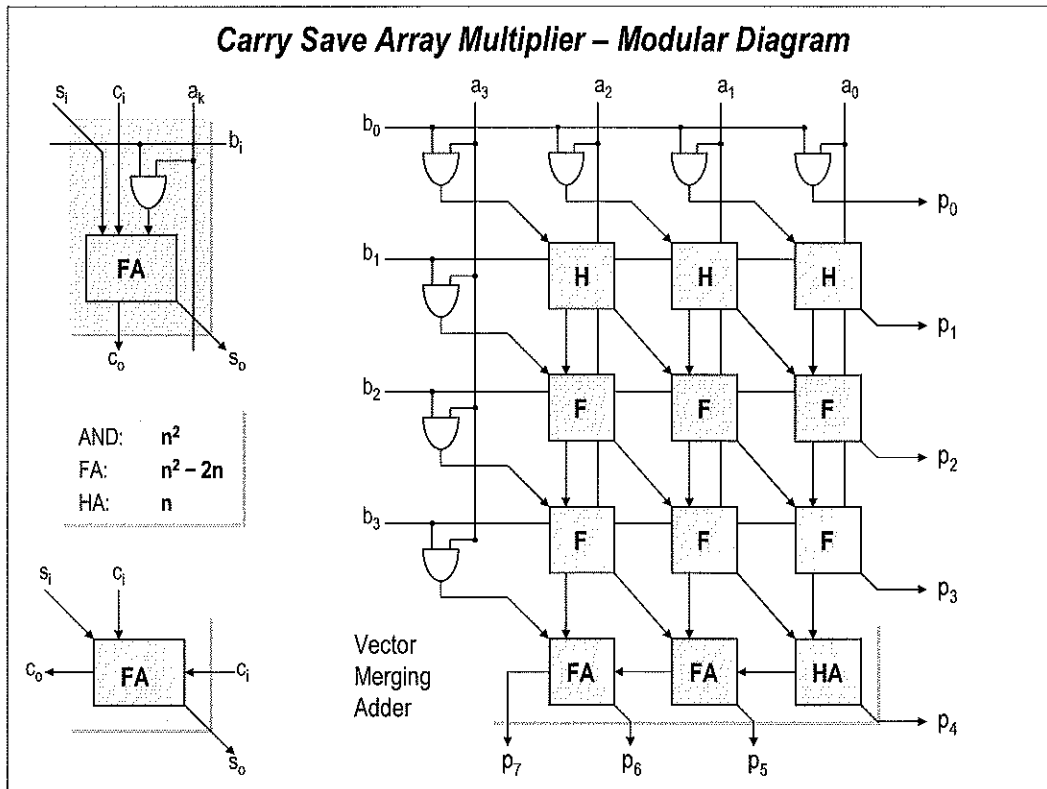 Carry Save Array Multiplier – Modular Diagram
sᵢ cᵢ aₖ
bᵢ
FA
cₒ sₒ
AND: n²
FA: n² – 2n
HA: n
sᵢ cᵢ
cₒ FA cᵢ
sₒ
a₃ a₂ a₁ a₀
b₀
p₀
b₁ H H H
p₁
b₂ F F F
p₂
b₃ F F F
p₃
Vector
Merging
Adder
FA FA HA
p₄
p₇ p₆ p₅